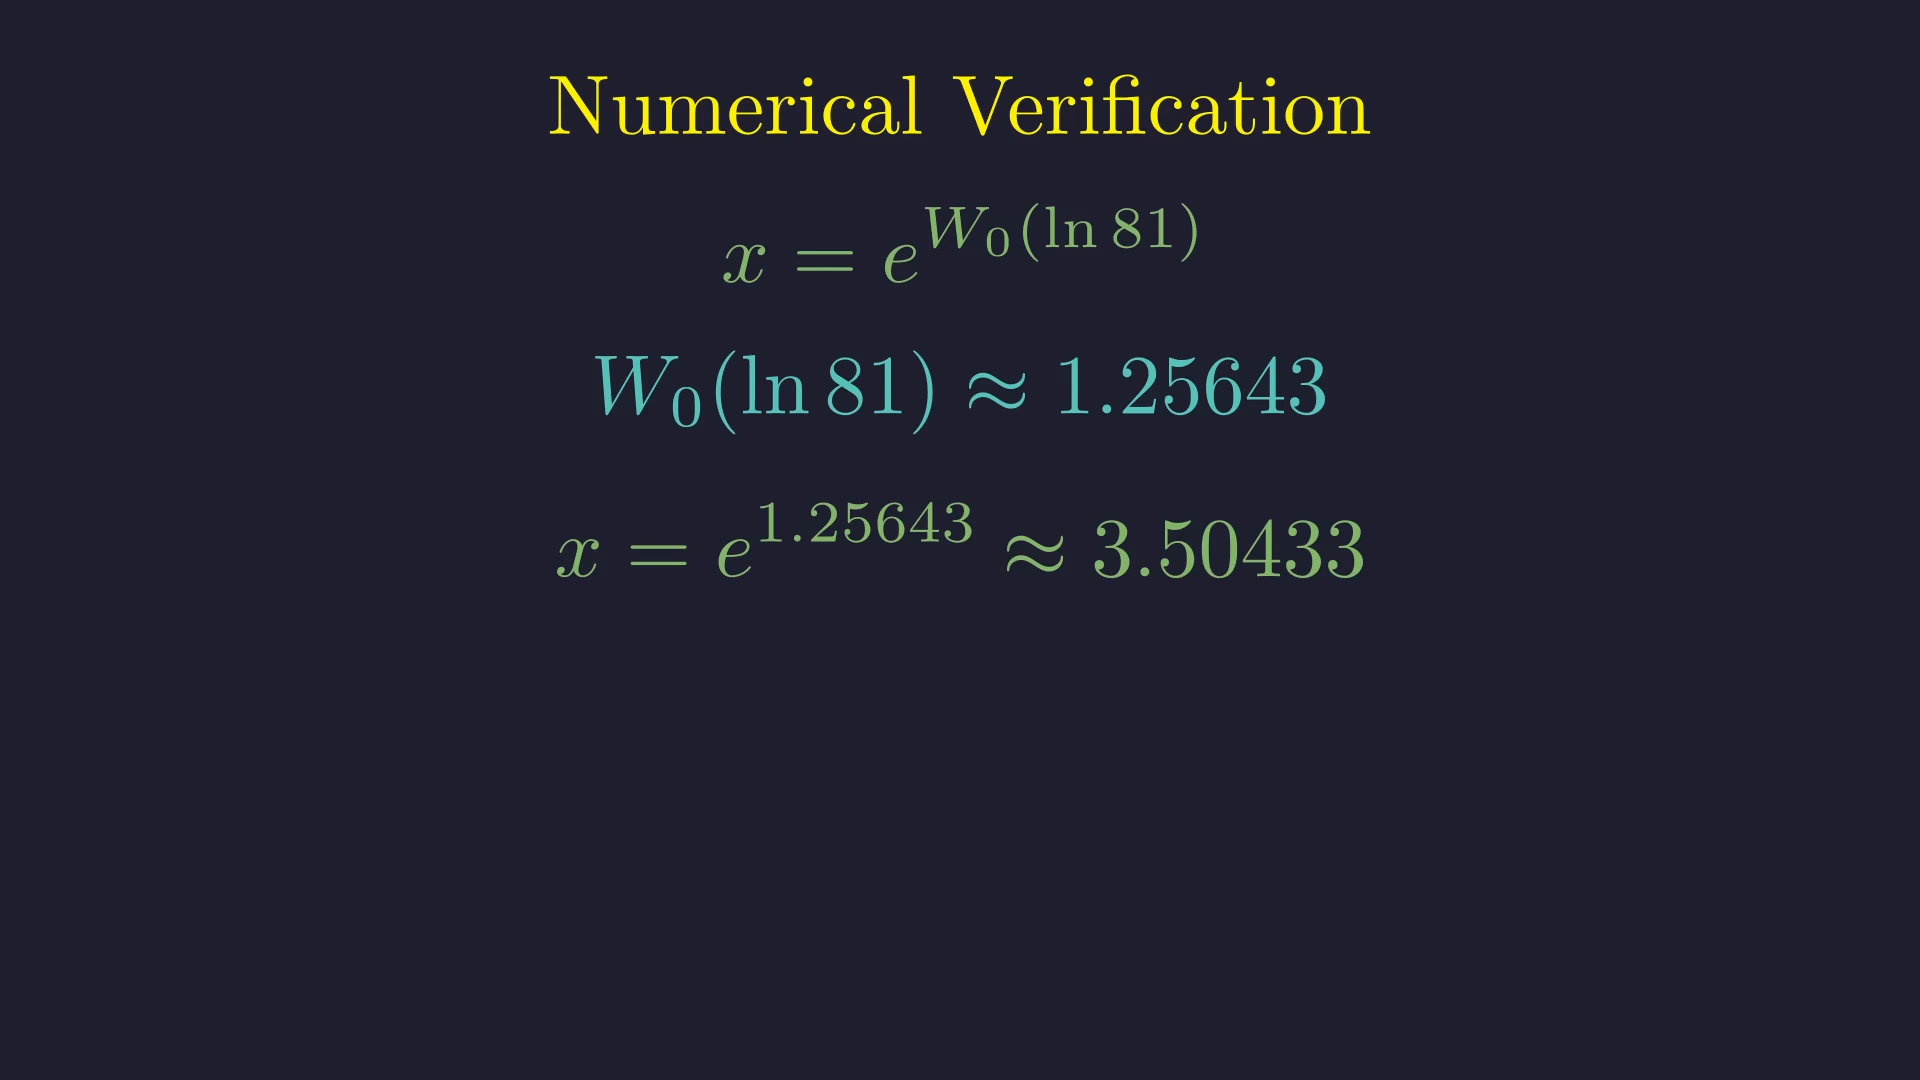 Numerical Verification
x = e^{W_0(ln 81)}
W_0(ln 81) ≈ 1.25643
x = e^{1.25643} ≈ 3.50433